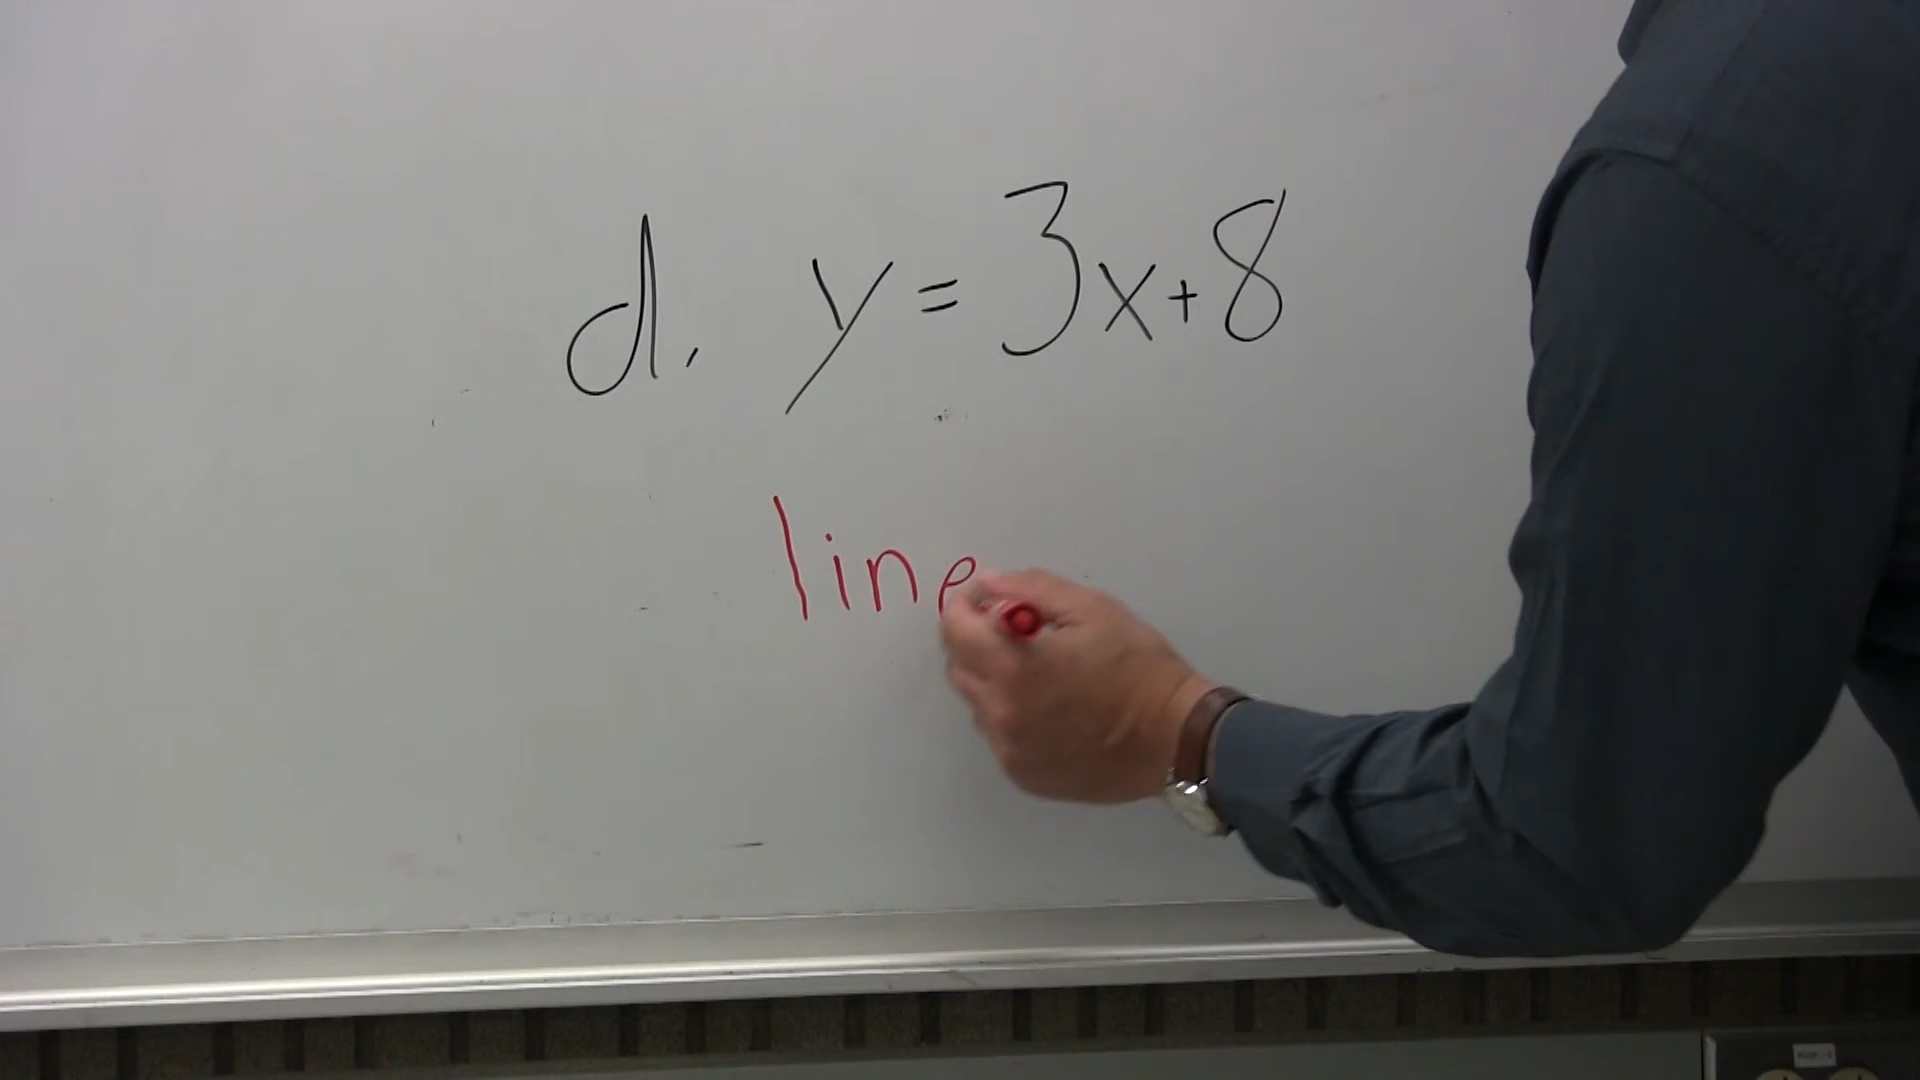 d. y = 3x+8
line